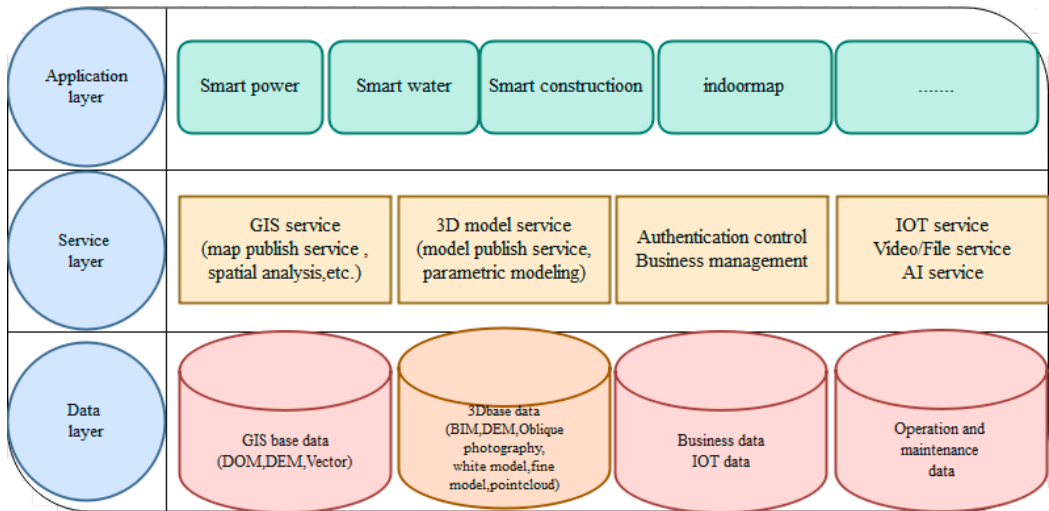 Application
layer
Smart power
Smart water
Smart constructioon
indoormap
.......
Service
layer
GIS service
(map publish service ,
spatial analysis,etc.)
3D model service
(model publish service,
parametric modeling)
Authentication control
Business management
IOT service
Video/File service
AI service
Data
layer
GIS base data
(DOM,DEM,Vector)
3Dbase data
(BIM,DEM,Oblique
photography,
white model,fine
model,pointcloud)
Business data
IOT data
Operation and
maintenance
data